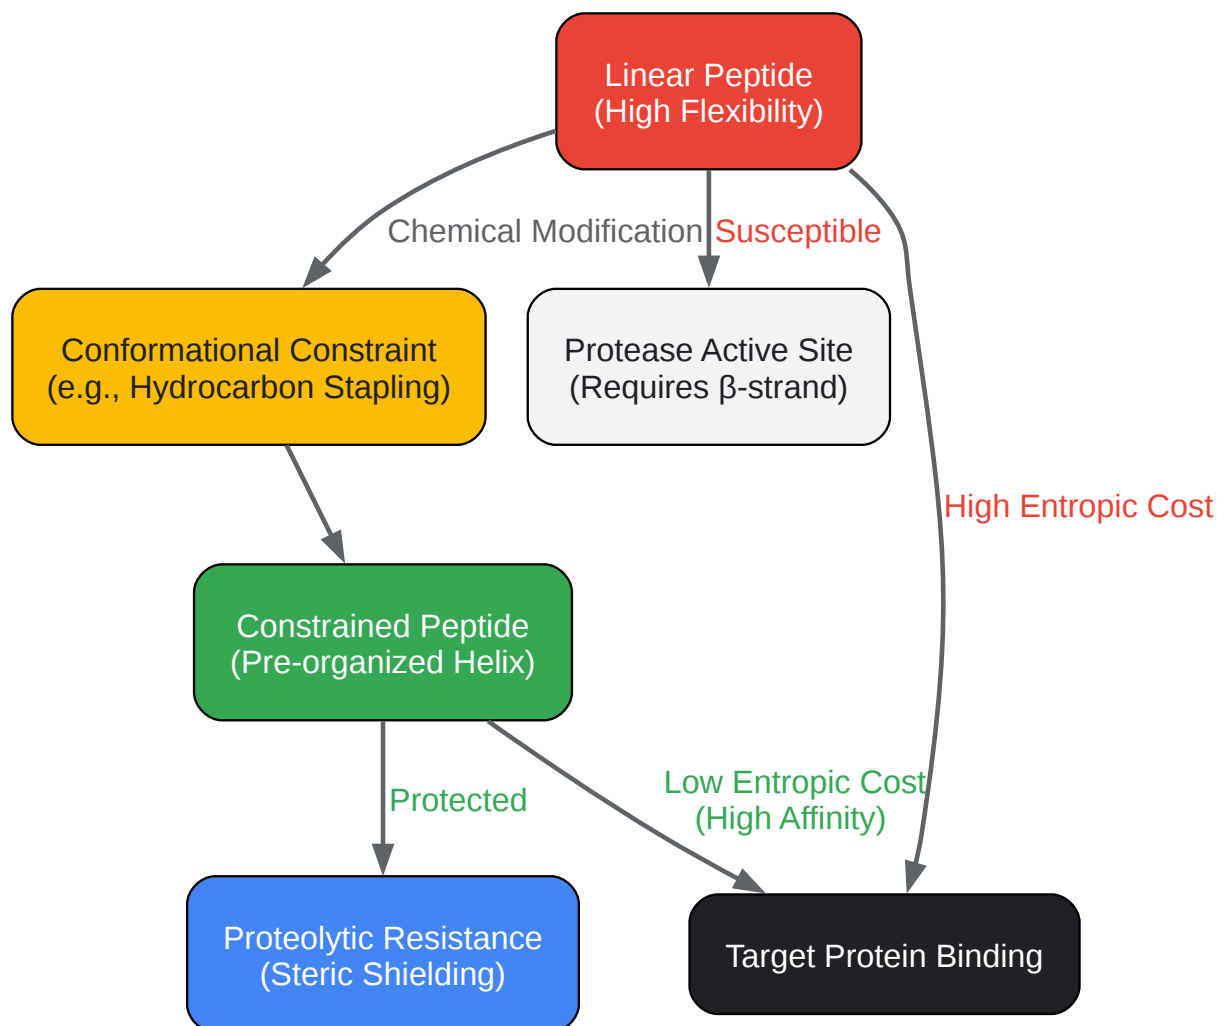 Linear Peptide
(High Flexibility)
Chemical Modification
Susceptible
Conformational Constraint
(e.g., Hydrocarbon Stapling)
Protease Active Site
(Requires β-strand)
High Entropic Cost
Constrained Peptide
(Pre-organized Helix)
Protected
Low Entropic Cost
(High Affinity)
Proteolytic Resistance
(Steric Shielding)
Target Protein Binding